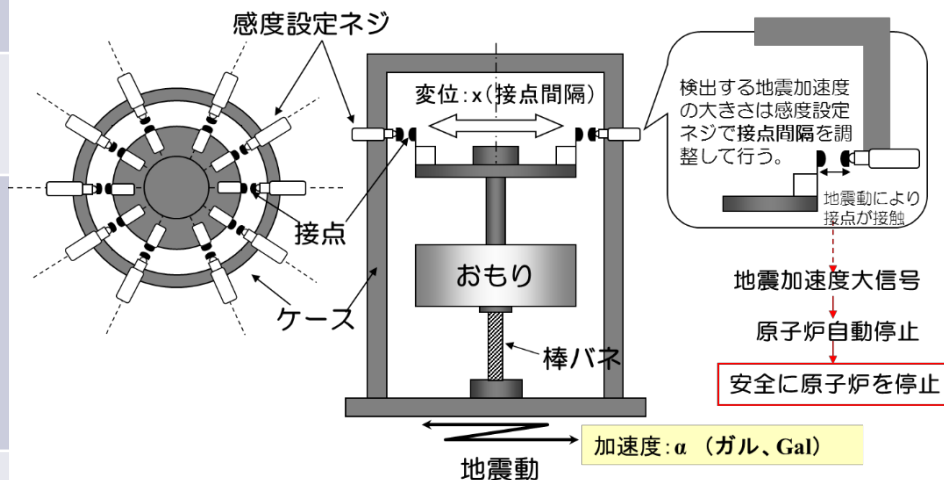 感度設定ネジ
変位:x(接点間隔)
検出する地震加速度
の大きさは感度設定
ネジで接点間隔を調
整して行う。
地震動により
接点が接触
接点
おもり
ケース
棒バネ
地震加速度大信号
原子炉自動停止
安全に原子炉を停止
加速度:α (ガル、Gal)
地震動